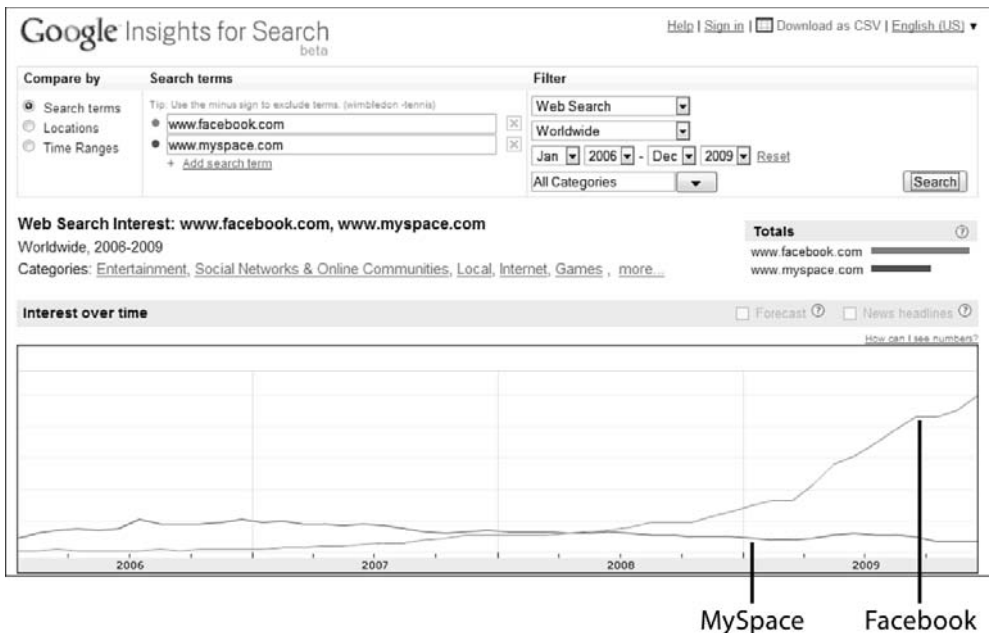 Google Insights for Search
beta
Help | Sign in | Download as CSV | English (US) ▼
Compare by
Search terms
Locations
Time Ranges
Search terms
Tip: Use the minus sign to exclude terms. (wimbledon -tennis)
www.facebook.com
www.myspace.com
+ Add search term
Filter
Web Search
Worldwide
Jan 2006 - Dec 2009 Reset
All Categories
Search
Web Search Interest: www.facebook.com, www.myspace.com
Worldwide, 2006-2009
Categories: Entertainment, Social Networks & Online Communities, Local, Internet, Games , more...
Totals ?
www.facebook.com
www.myspace.com
Interest over time
Forecast ? News headlines ?
How can I see numbers?
2006 2007 2008 2009
MySpace Facebook